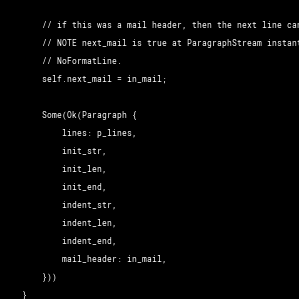 // if this was a mail header, then the next line can
// NOTE next_mail is true at ParagraphStream instant
// NoFormatLine.
self.next_mail = in_mail;
Some(Ok(Paragraph {
lines: p_lines,
init_str,
init_len,
init_end,
indent_str,
indent_len,
indent_end,
mail_header: in_mail,
}))
}